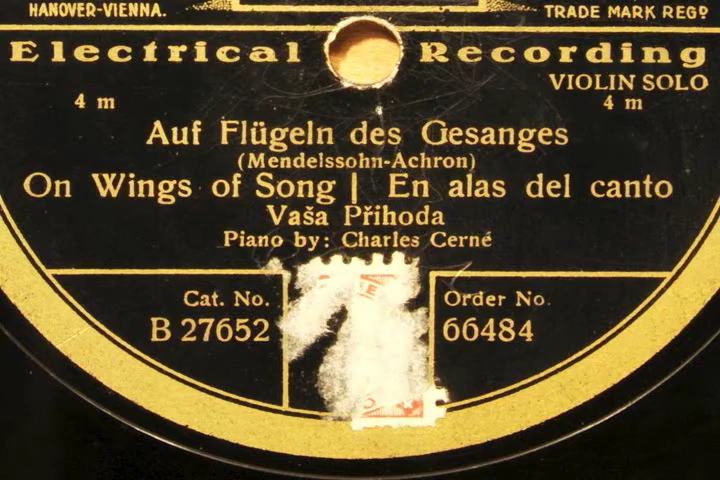 HANOVER-VIENNA.
TRADE MARK REGD
Electrical Recording
VIOLIN SOLO
4 m
4 m
Auf Flügeln des Gesanges
(Mendelssohn-Achron)
On Wings of Song | En alas del canto
Vaša Příhoda
Piano by: Charles Cerné
Cat. No.
B 27652
Order No.
66484